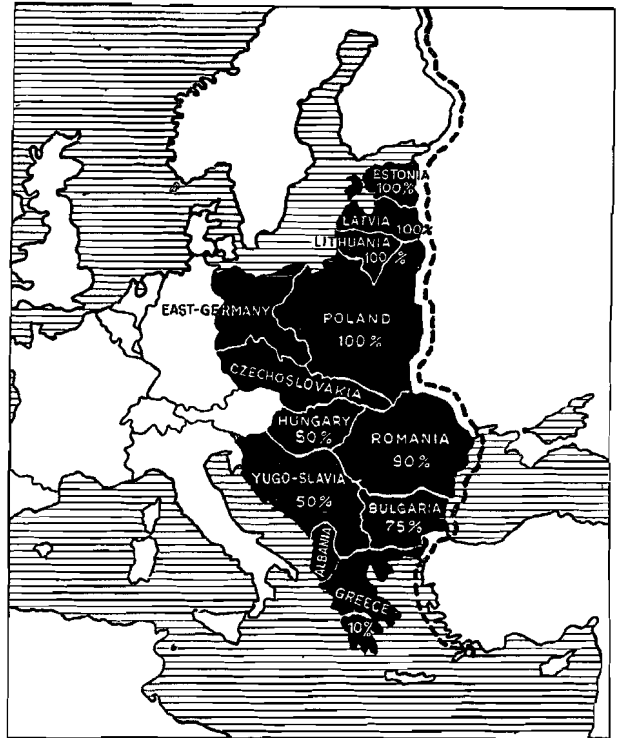 ESTONIA
100%
LATVIA 100%
LITHUANIA
100%
EAST-GERMANY
POLAND
100%
CZECHOSLOVAKIA
HUNGARY
50%
ROMANIA
90%
YUGO-SLAVIA
50%
BULGARIA
75%
ALBANIA
GREECE
10%